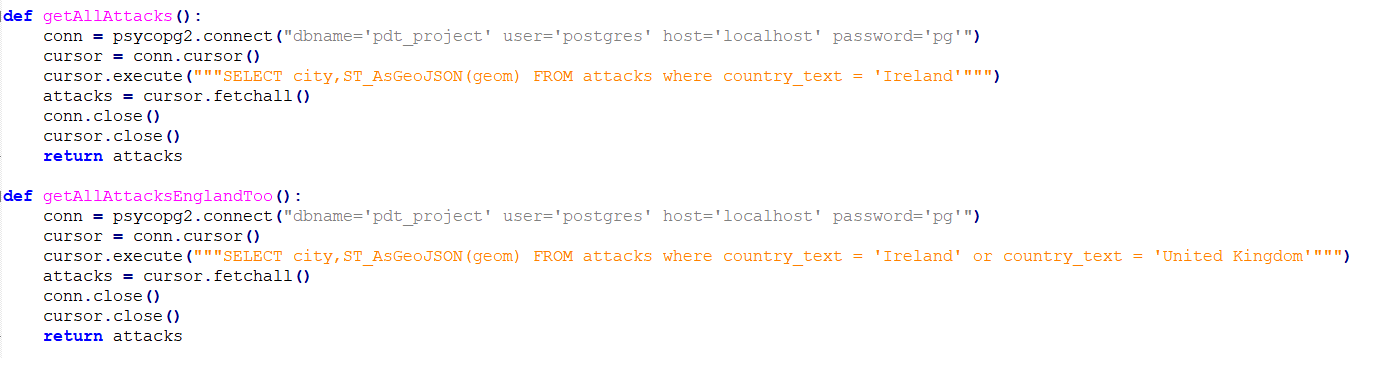 def getAllAttacks():
    conn = psycopg2.connect("dbname='pdt_project' user='postgres' host='localhost' password='pg'")
    cursor = conn.cursor()
    cursor.execute("""SELECT city,ST_AsGeoJSON(geom) FROM attacks where country_text = 'Ireland'""")
    attacks = cursor.fetchall()
    conn.close()
    cursor.close()
    return attacks

def getAllAttacksEnglandToo():
    conn = psycopg2.connect("dbname='pdt_project' user='postgres' host='localhost' password='pg'")
    cursor = conn.cursor()
    cursor.execute("""SELECT city,ST_AsGeoJSON(geom) FROM attacks where country_text = 'Ireland' or country_text = 'United Kingdom'""")
    attacks = cursor.fetchall()
    conn.close()
    cursor.close()
    return attacks